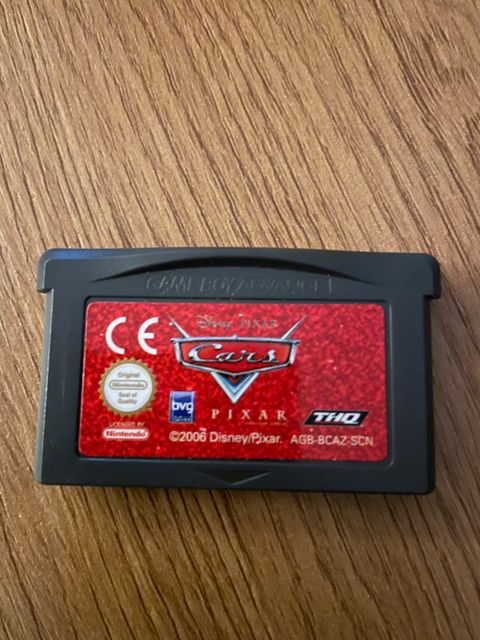 GAME BOY ADVANCE
CE
Disney PIXAR
Cars
Original
Nintendo
Seal of
Quality
bvg
PIXAR
THQ
LICENSED BY
Nintendo
©2006 Disney/Pixar. AGB-BCAZ-SCN